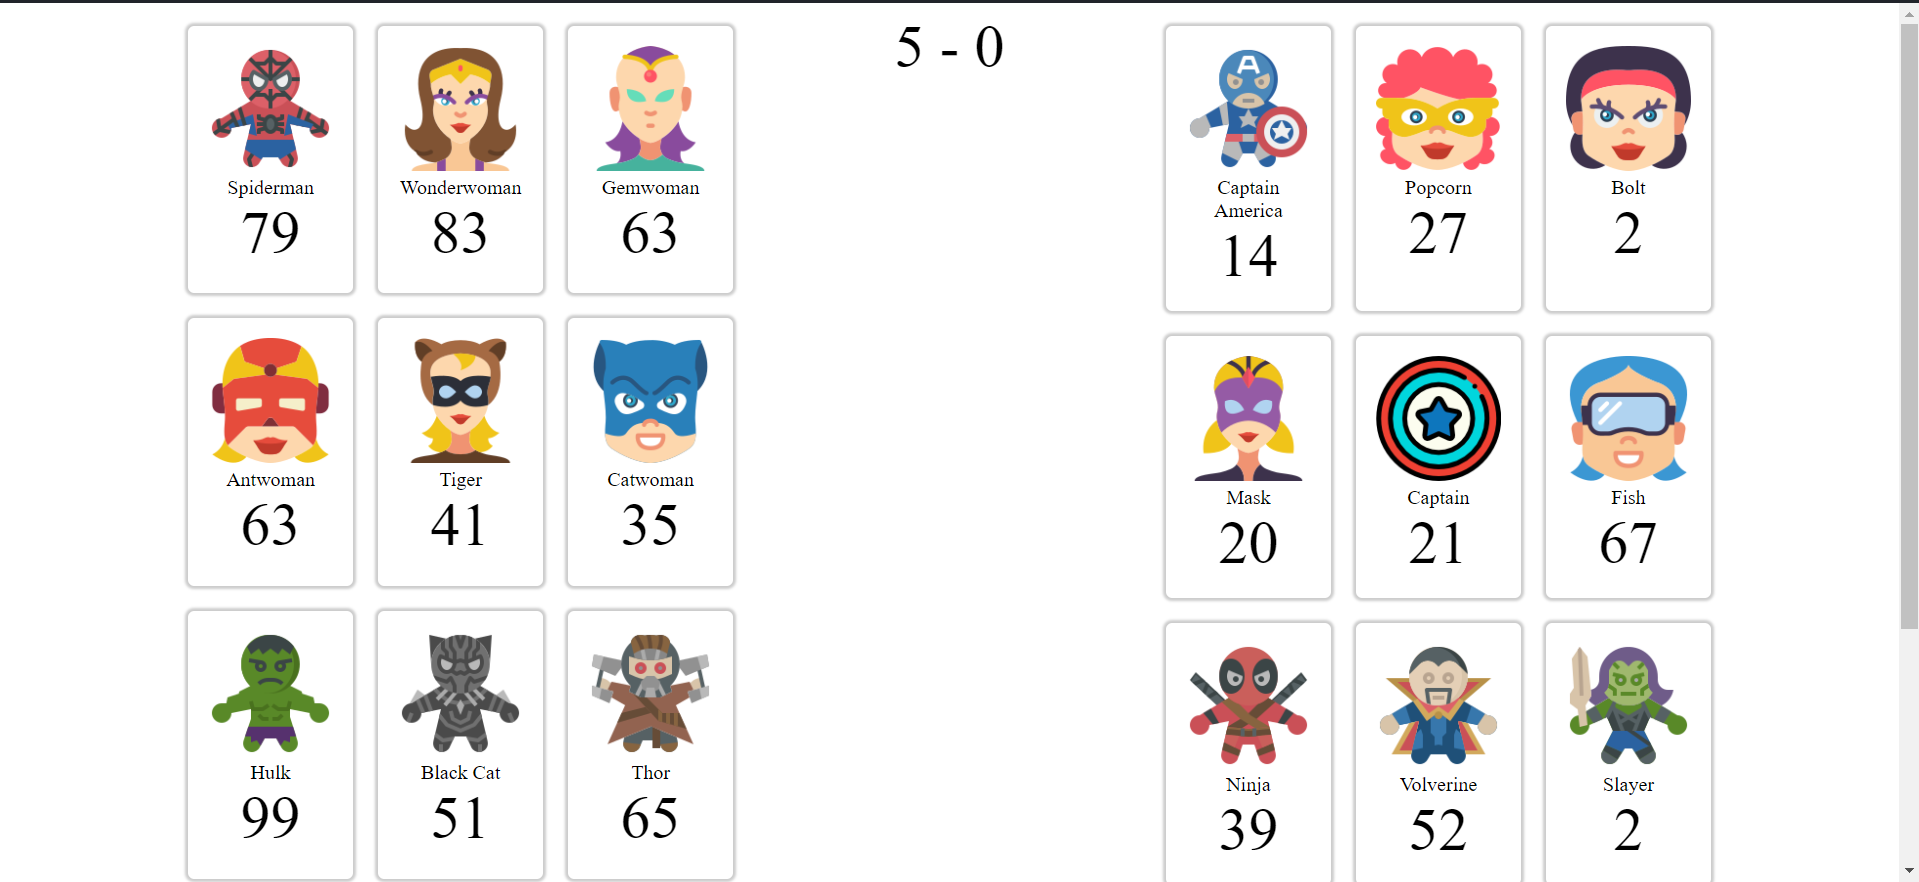 5 - 0
Spiderman
79
Wonderwoman
83
Gemwoman
63
Antwoman
63
Tiger
41
Catwoman
35
Hulk
99
Black Cat
51
Thor
65
A
Captain
America
14
Popcorn
27
Bolt
2
Mask
20
Captain
21
Fish
67
Ninja
39
Volverine
52
Slayer
2